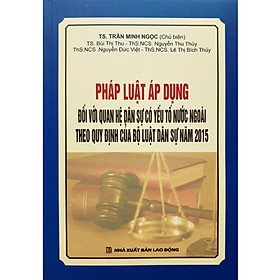 TS. TRẦN MINH NGỌC (Chủ biên)
TS. Bùi Thị Thu - ThS NCS. Nguyễn Thu Thủy
ThS.NCS .Nguyễn Đức Việt - ThS.NCS. Lê Thị Bích Thủy
PHÁP LUẬT ÁP DỤNG
ĐỐI VỚI QUAN HỆ DÂN SỰ CÓ YẾU TỐ NƯỚC NGOÀI
THEO QUY ĐỊNH CỦA BỘ LUẬT DÂN SỰ NĂM 2015
NHÀ XUẤT BẢN LAO ĐỘNG